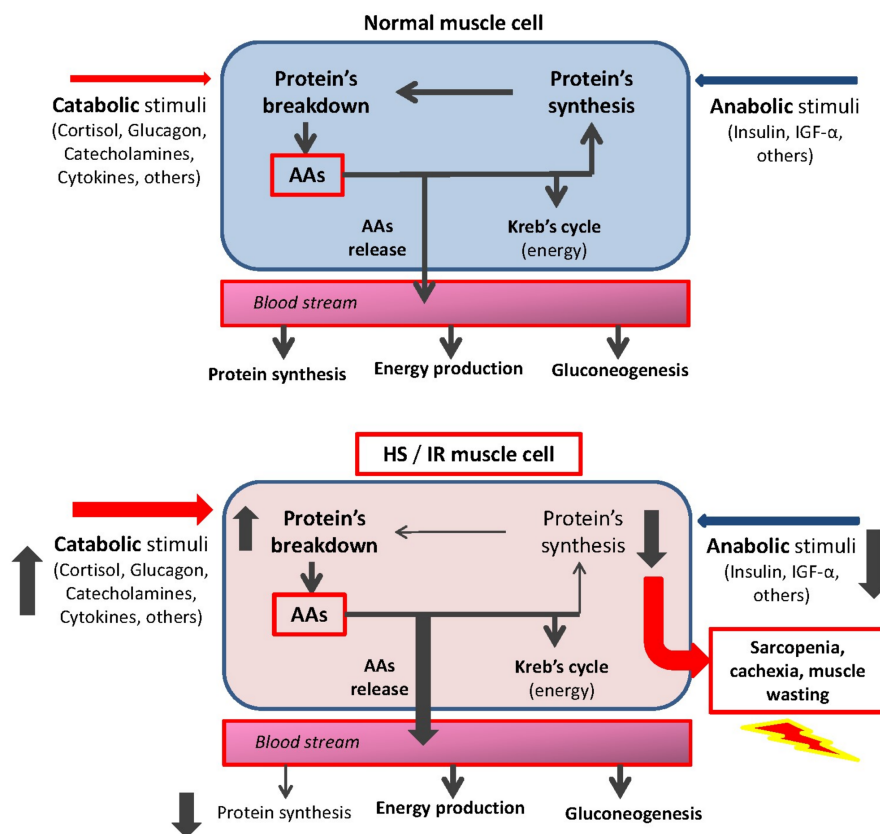 Normal muscle cell
Catabolic stimuli
(Cortisol, Glucagon,
Catecholamines,
Cytokines, others)
Protein's
breakdown
Protein's
synthesis
Anabolic stimuli
(Insulin, IGF-α,
others)
AAs
AAs
release
Kreb's cycle
(energy)
Blood stream
Protein synthesis
Energy production
Gluconeogenesis
HS / IR muscle cell
Catabolic stimuli
(Cortisol, Glucagon,
Catecholamines,
Cytokines, others)
Protein's
breakdown
Protein's
synthesis
Anabolic stimuli
(Insulin, IGF-α,
others)
AAs
AAs
release
Kreb's cycle
(energy)
Sarcopenia,
cachexia, muscle
wasting
Blood stream
Protein synthesis
Energy production
Gluconeogenesis